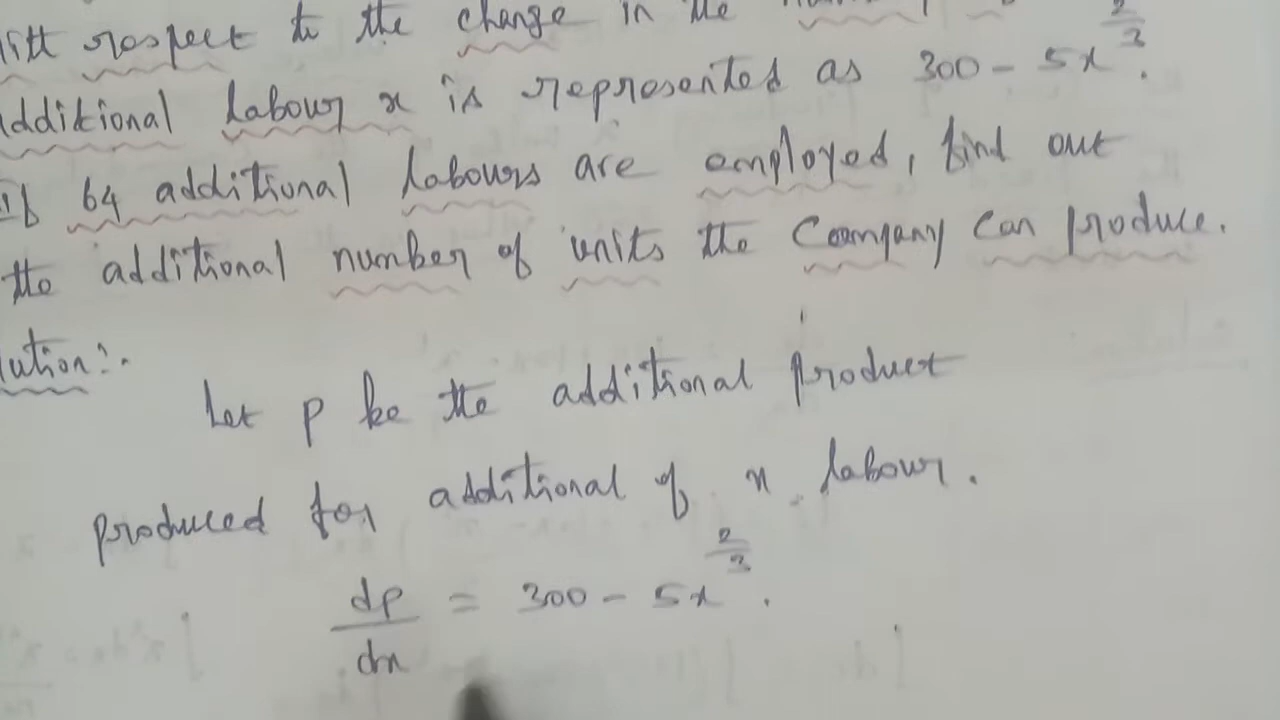 with respect to the change in the
additional labour x is represented as 300 - 5x^{2/3}.
If 64 additional labours are employed, find out
the additional number of units the Company can produce.
lution:-
Let p be the additional product
produced for additional of x labour.
dp/dx = 300 - 5x^{2/3}.